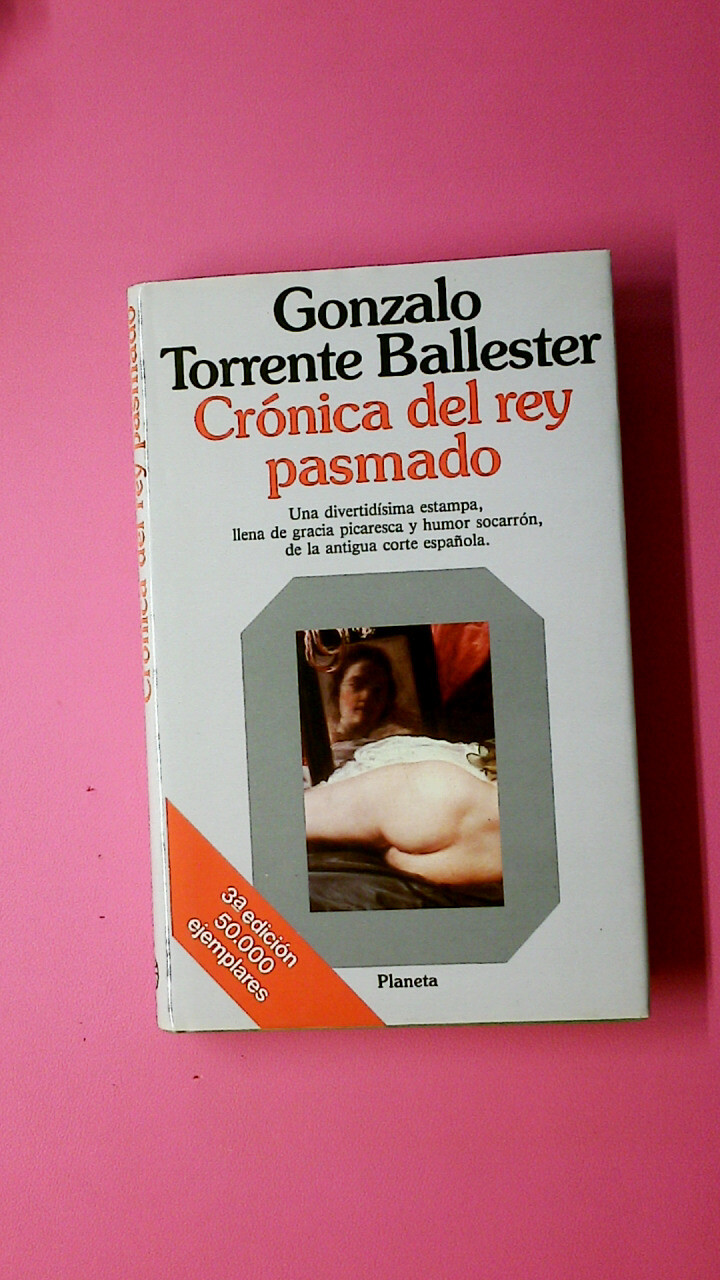 Gonzalo
Torrente Ballester
Crónica del rey
pasmado
Una divertidísima estampa,
llena de gracia picaresca y humor socarrón,
de la antigua corte española.
3ª edición
50.000
ejemplares
Planeta
Crónica del rey pasmado